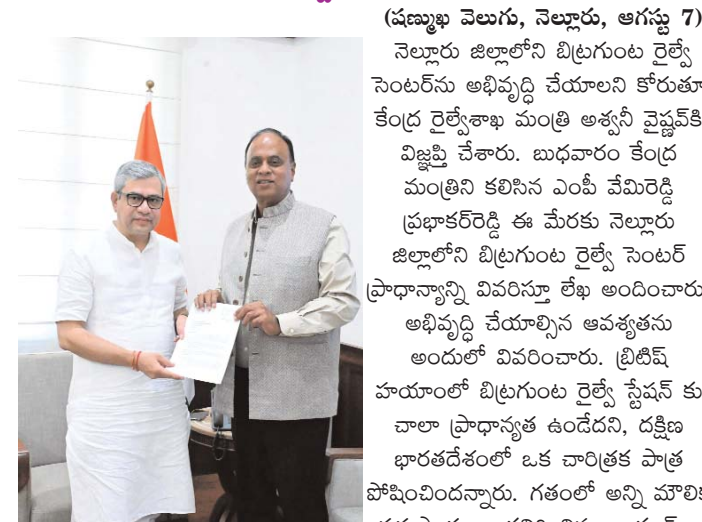 (షణ్ముఖ వెలుగు, నెల్లూరు, ఆగస్టు 7)
నెల్లూరు జిల్లాలోని బిట్రగుంట రైల్వే
సెంటర్‌ను అభివృద్ధి చేయాలని కోరుతూ
కేంద్ర రైల్వేశాఖ మంత్రి అశ్వనీ వైష్ణవ్‌కి
విజ్ఞప్తి చేశారు. బుధవారం కేంద్ర
మంత్రిని కలిసిన ఎంపీ వేమిరెడ్డి
ప్రభాకర్‌రెడ్డి ఈ మేరకు నెల్లూరు
జిల్లాలోని బిట్రగుంట రైల్వే సెంటర్
ప్రాధాన్యాన్ని వివరిస్తూ లేఖ అందించారు
అభివృద్ధి చేయాల్సిన ఆవశ్యతను
అందులో వివరించారు. బ్రిటిష్
హయాంలో బిట్రగుంట రైల్వే స్టేషన్ కు
చాలా ప్రాధాన్యత ఉండేదని, దక్షిణ
భారతదేశంలో ఒక చారిత్రక పాత్ర
పోషించిందన్నారు. గతంలో అన్ని మౌలిక